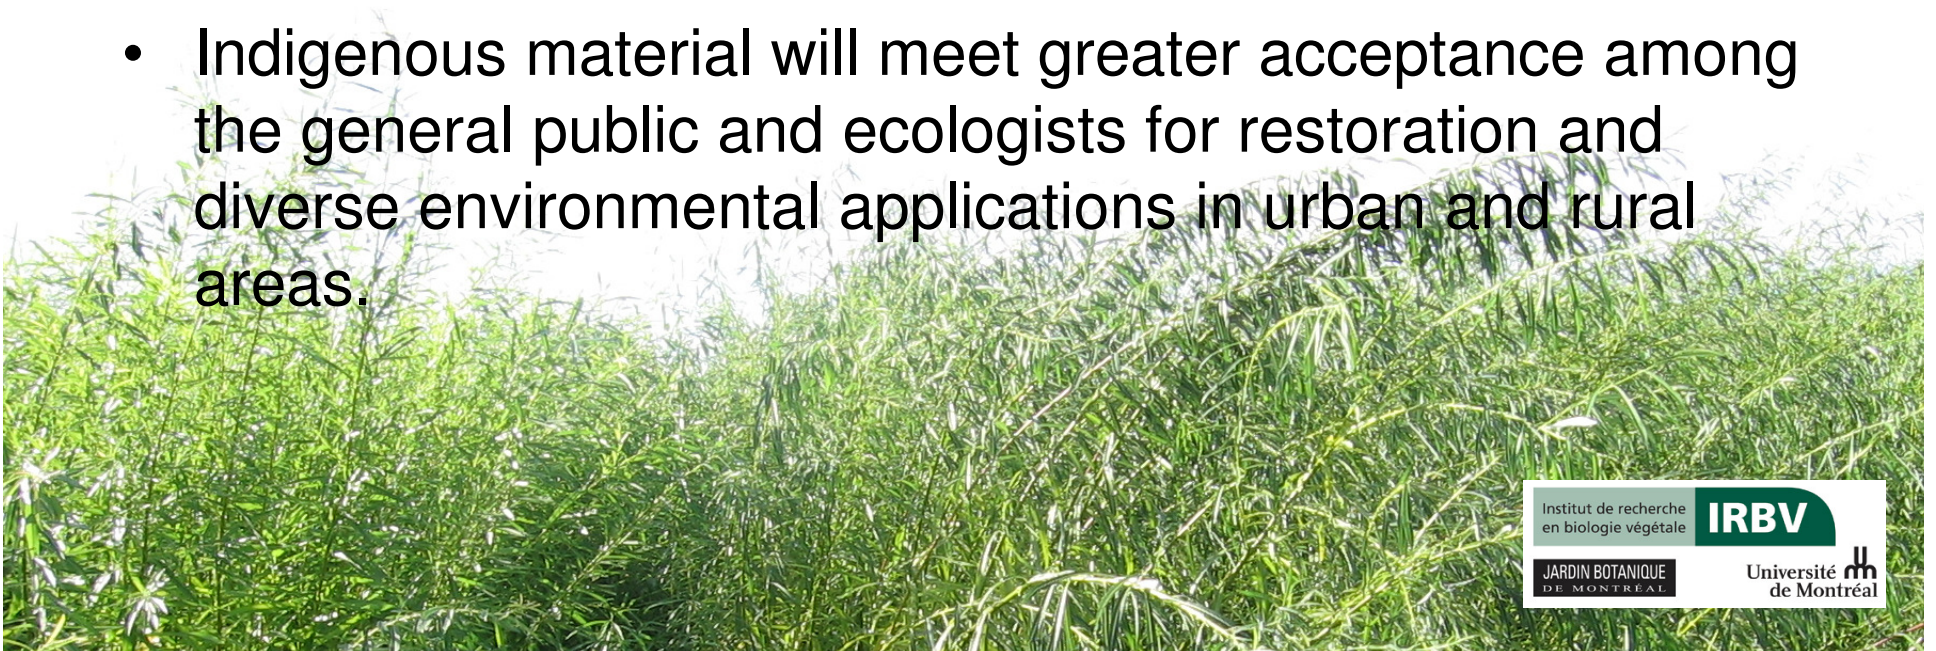 • Indigenous material will meet greater acceptance among
the general public and ecologists for restoration and
diverse environmental applications in urban and rural
areas.
Institut de recherche
en biologie végétale
IRBV
JARDIN BOTANIQUE
DE MONTRÉAL
Université
de Montréal